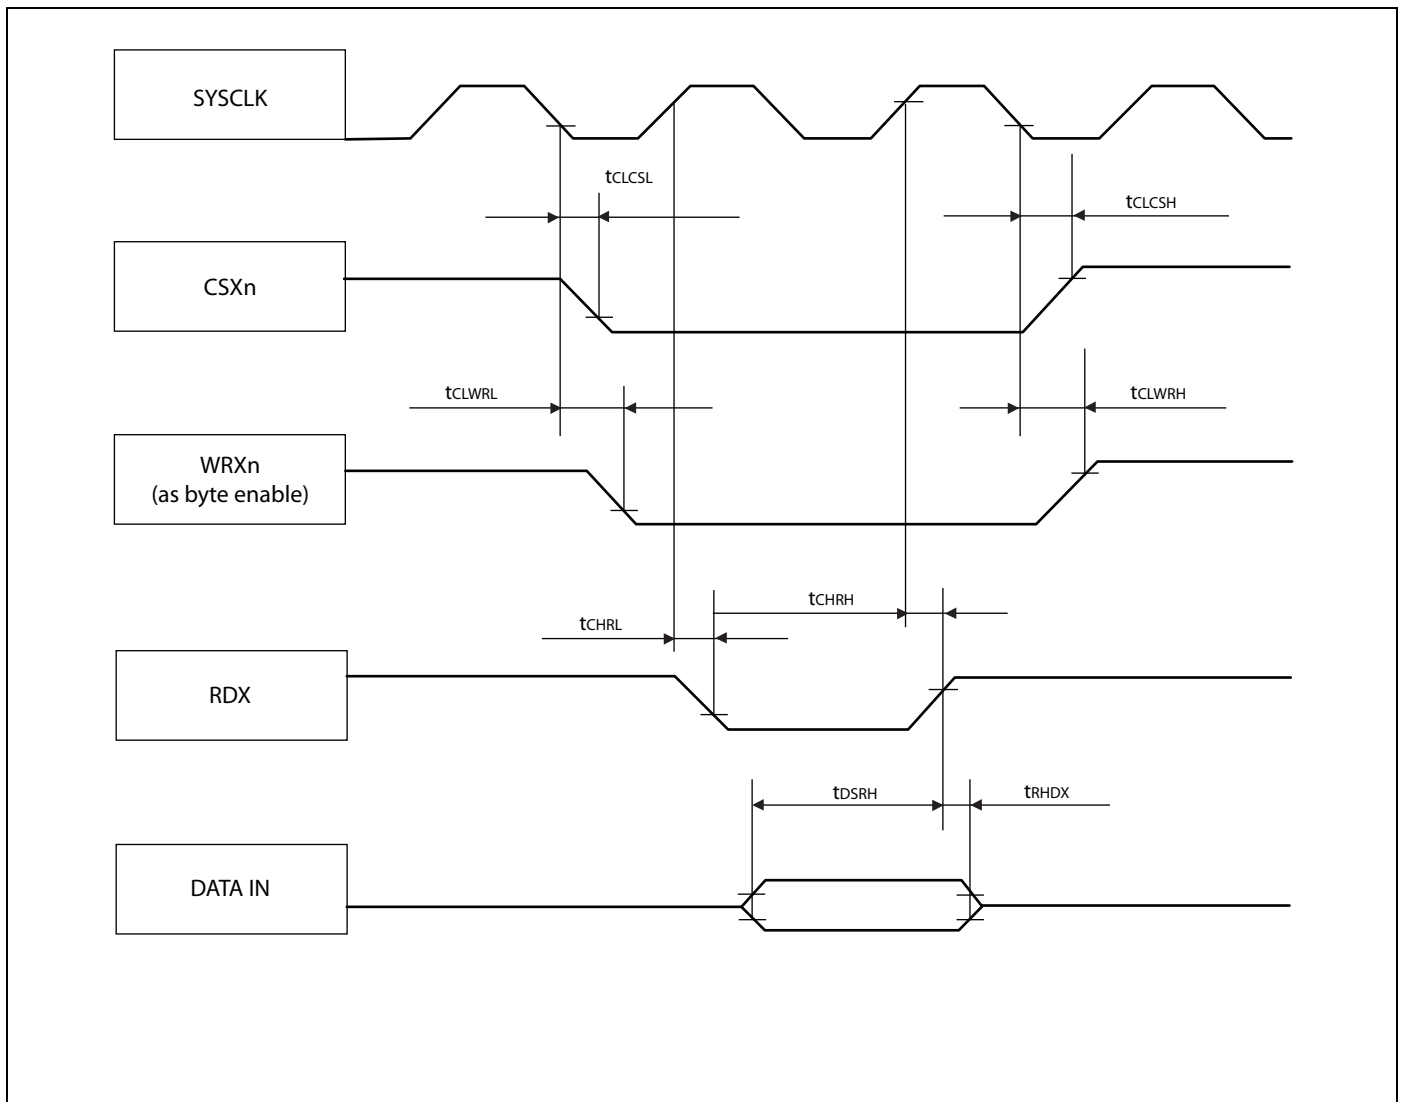 SYSCLK
tCLCSL
tCLCSH
CSXn
tCLWRL
tCLWRH
WRXn
(as byte enable)
tCHRH
tCHRL
RDX
tDSRH
tRHDX
DATA IN